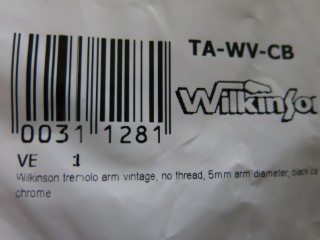 TA-WV-CB
Wilkinson
0031 1281
VE 1
Wilkinson tremolo arm vintage, no thread, 5mm arm diameter, black ca
chrome